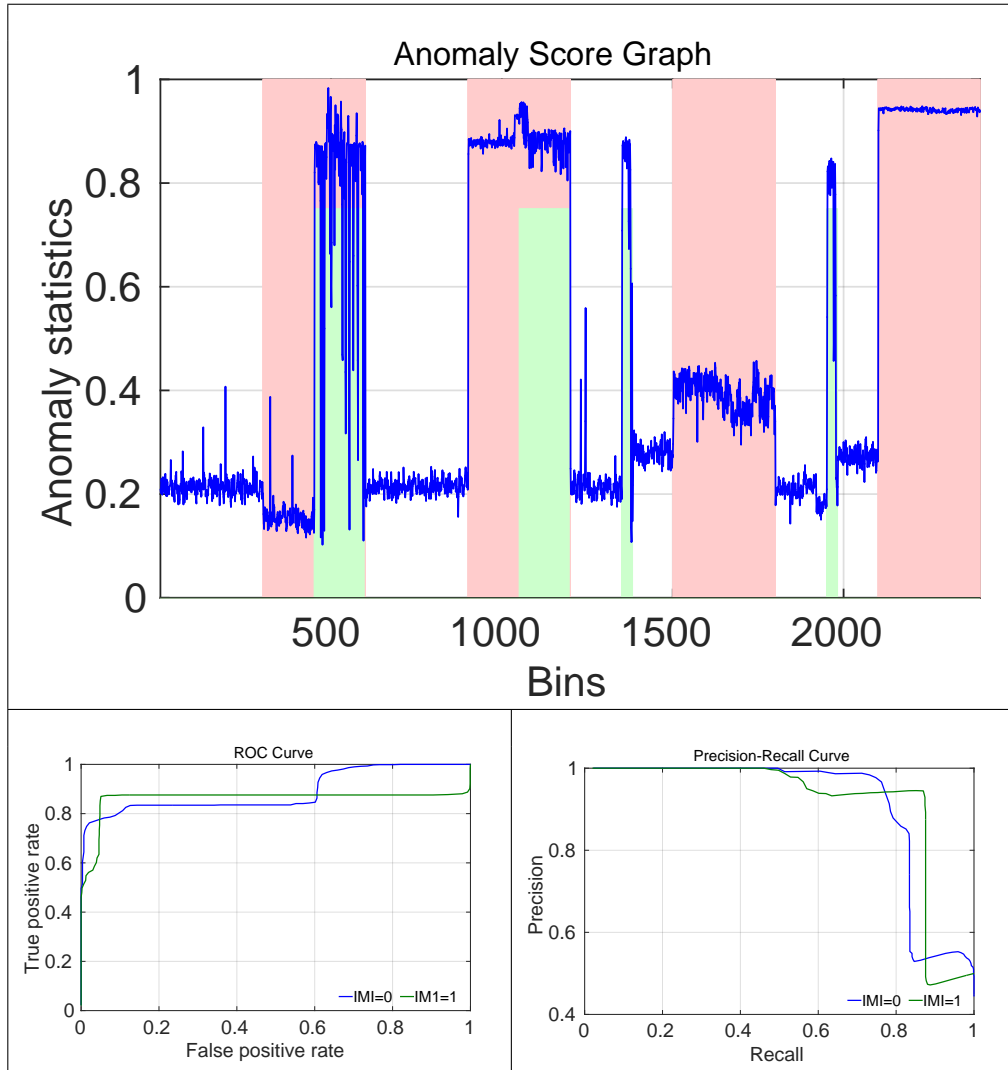 Anomaly Score Graph
Anomaly statistics
1
0.8
0.6
0.4
0.2
0
500 1000 1500 2000
Bins
ROC Curve
True positive rate
1
0.8
0.6
0.4
0.2
0
IMI=0 IM1=1
0 0.2 0.4 0.6 0.8 1
False positive rate
Precision-Recall Curve
Precision
1
0.8
0.6
0.4
IMI=0 IMI=1
0 0.2 0.4 0.6 0.8 1
Recall